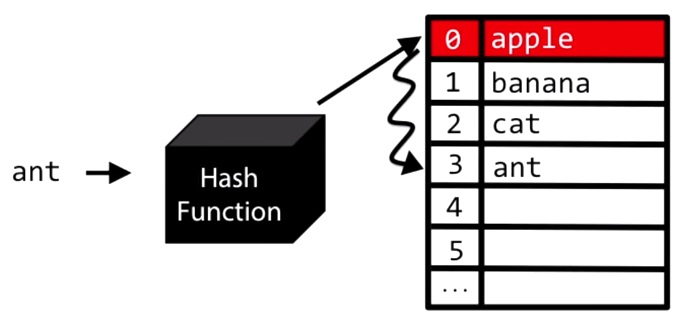 ant
Hash
Function
0 apple
1 banana
2 cat
3 ant
4
5
...